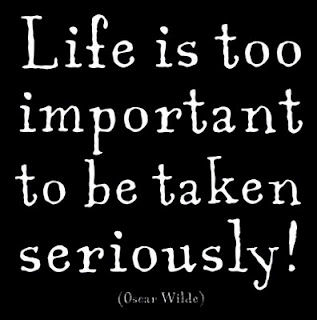 Life is too
important
to be taken
seriously!
(Oscar Wilde)